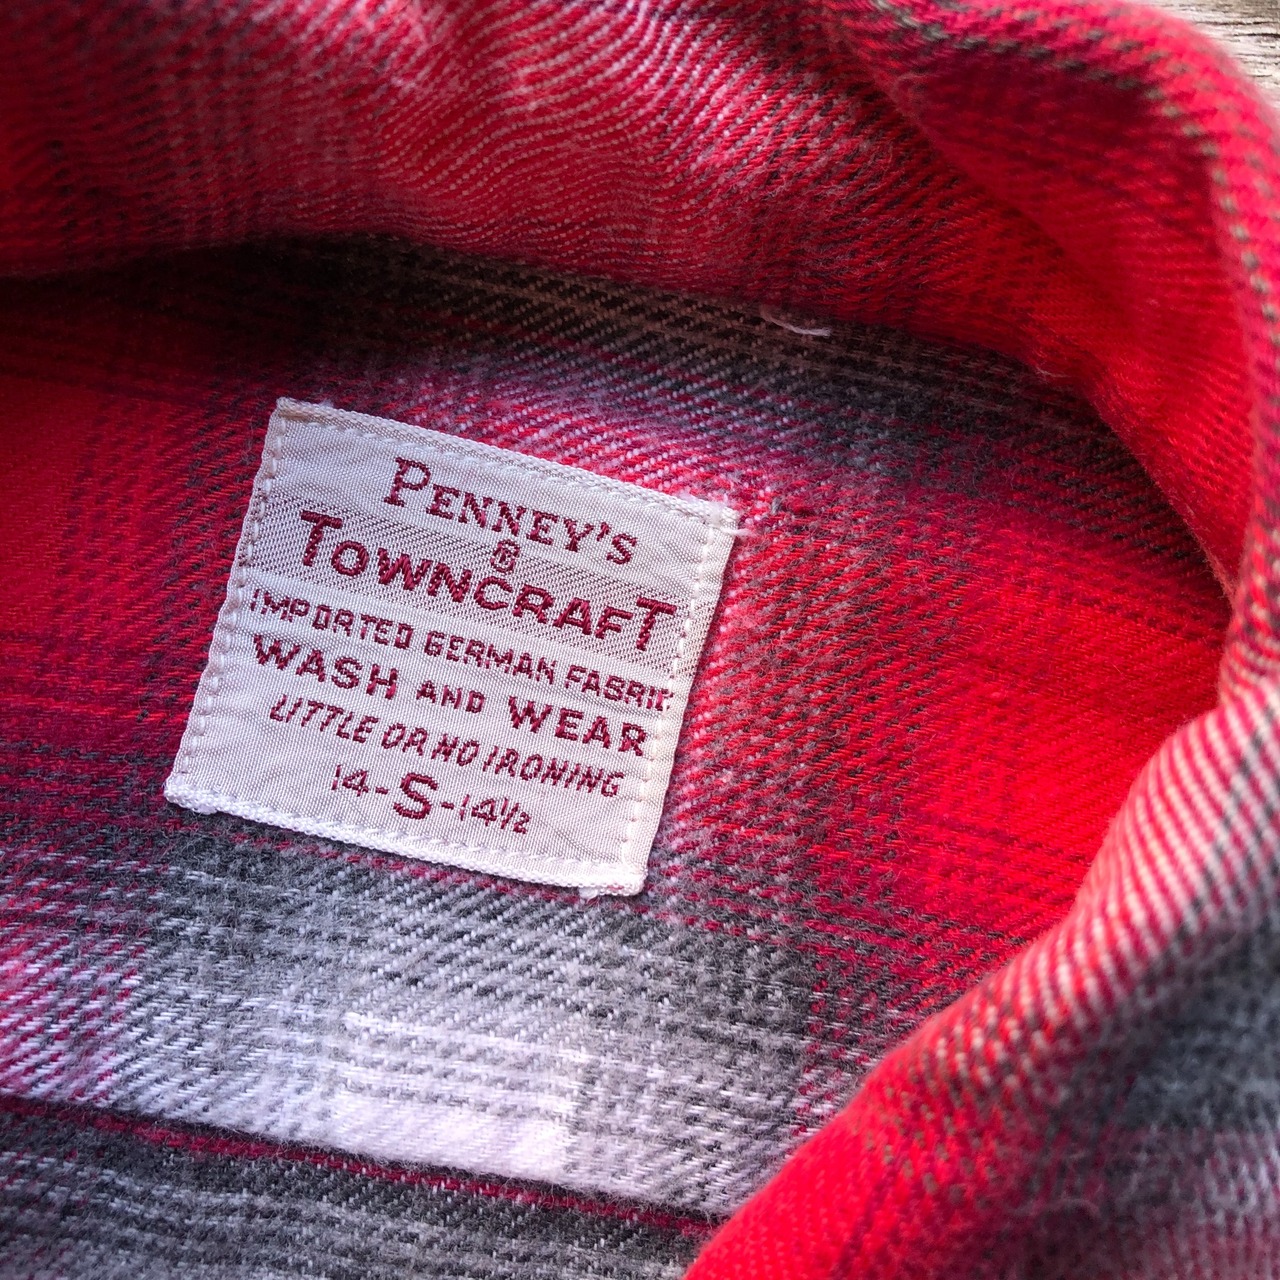 PENNEY'S
®
TOWNCRAFT
IMPORTED GERMAN FABRIC
WASH AND WEAR
LITTLE OR NO IRONING
14-S-14½